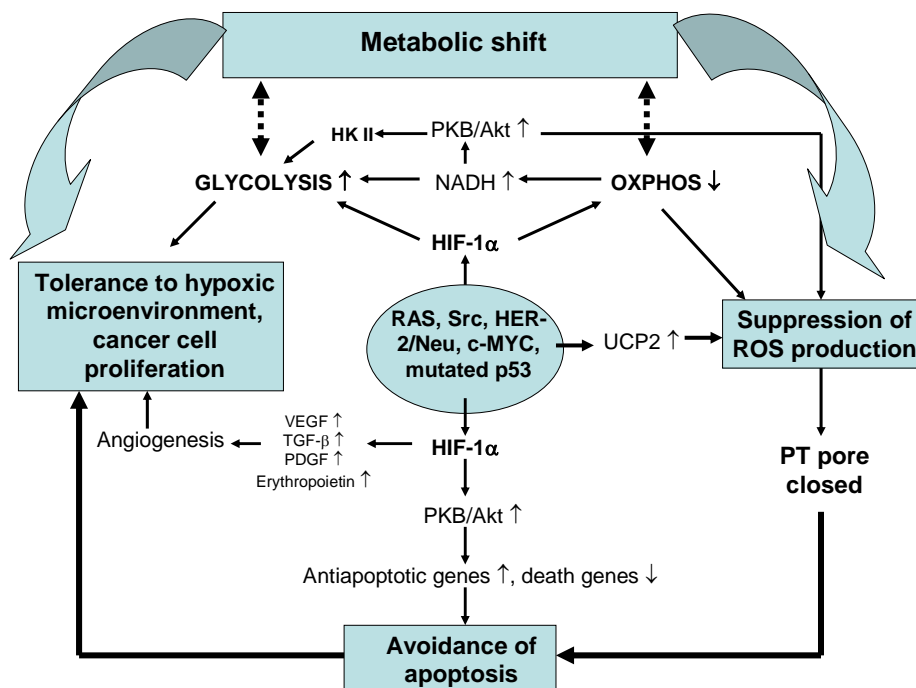 Metabolic shift
HK II
PKB/Akt ↑
GLYCOLYSIS ↑
NADH ↑
OXPHOS ↓
HIF-1α
Tolerance to hypoxic
microenvironment,
cancer cell
proliferation
RAS, Src, HER-
2/Neu, c-MYC,
mutated p53
UCP2 ↑
Suppression of
ROS production
Angiogenesis
VEGF ↑
TGF-β ↑
PDGF ↑
Erythropoietin ↑
HIF-1α
PT pore
closed
PKB/Akt ↑
Antiapoptotic genes ↑, death genes ↓
Avoidance of
apoptosis